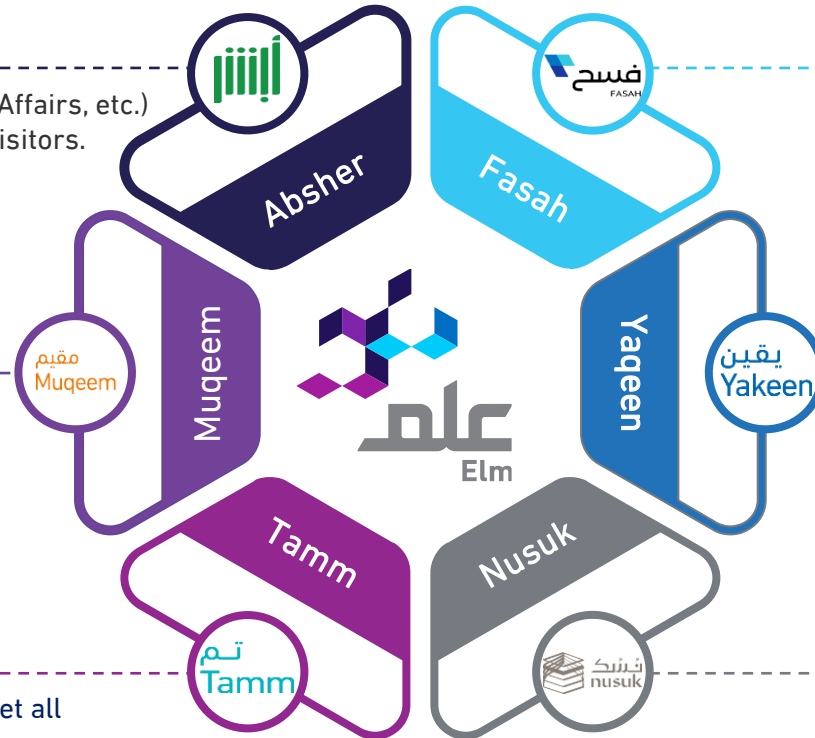 أبشر
فسح
FASAH
Affairs, etc.)
isitors.
Absher
Fasah
Muqeem
Yaqeen
مقيم
Muqeem
يقين
Yakeen
علم
Elm
Tamm
Nusuk
تم
Tamm
نسك
nusuk
et all